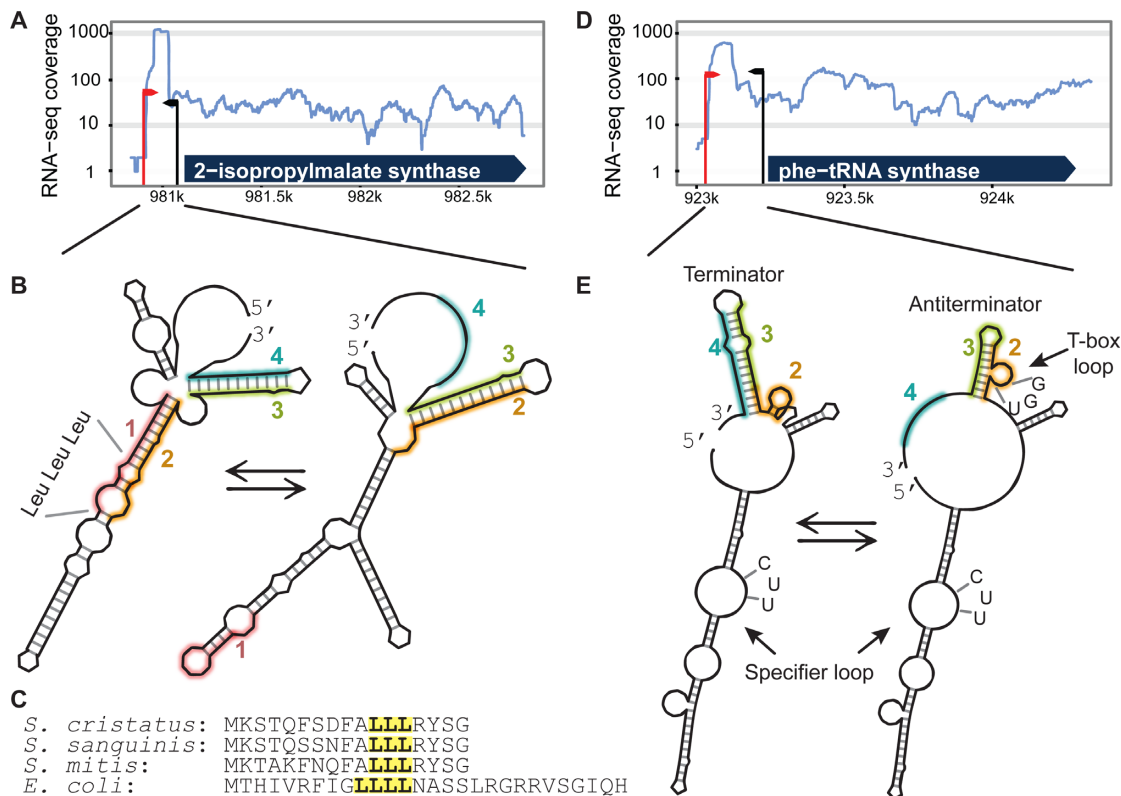 A
RNA−seq coverage
1000
100
10
1
2−isopropylmalate synthase
981k
981.5k
982k
982.5k
D
RNA−seq coverage
1000
100
10
1
phe−tRNA synthase
923k
923.5k
924k
B
5′
3′
4
3
1
2
Leu Leu Leu
3′
5′
4
3
2
1
E
Terminator
4
3
2
3′
5′
C
U
U
Specifier loop
Antiterminator
3
2
T-box
loop
G
G
U
4
3′
5′
C
U
U
C
S. cristatus: MKSTQFSDFALLLRYSG
S. sanguinis: MKSTQSSNFALLLRYSG
S. mitis: MKTAKFNQFALLLRYSG
E. coli: MTHIVRFIGLLLLNASSLRGRRVSGIQH